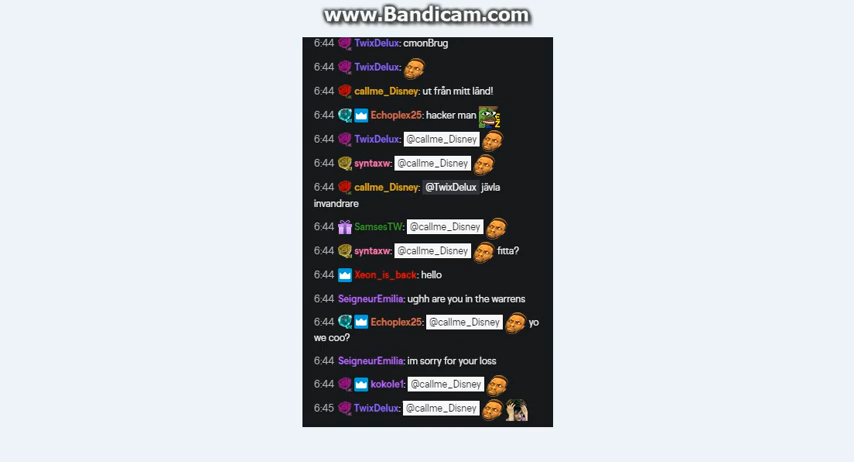 www.Bandicam.com
6:44 TwixDelux: cmonBrug
6:44 TwixDelux:
6:44 callme_Disney: ut från mitt länd!
6:44 Echoplex25: hacker man EZ
6:44 TwixDelux: @callme_Disney
6:44 syntaxw: @callme_Disney
6:44 callme_Disney: @TwixDelux jävla
invandrare
6:44 SamsesTW: @callme_Disney
6:44 syntaxw: @callme_Disney fitta?
6:44 Xeon_is_back: hello
6:44 SeigneurEmilia: ughh are you in the warrens
6:44 Echoplex25: @callme_Disney yo
we coo?
6:44 SeigneurEmilia: im sorry for your loss
6:44 kokole1: @callme_Disney
6:45 TwixDelux: @callme_Disney